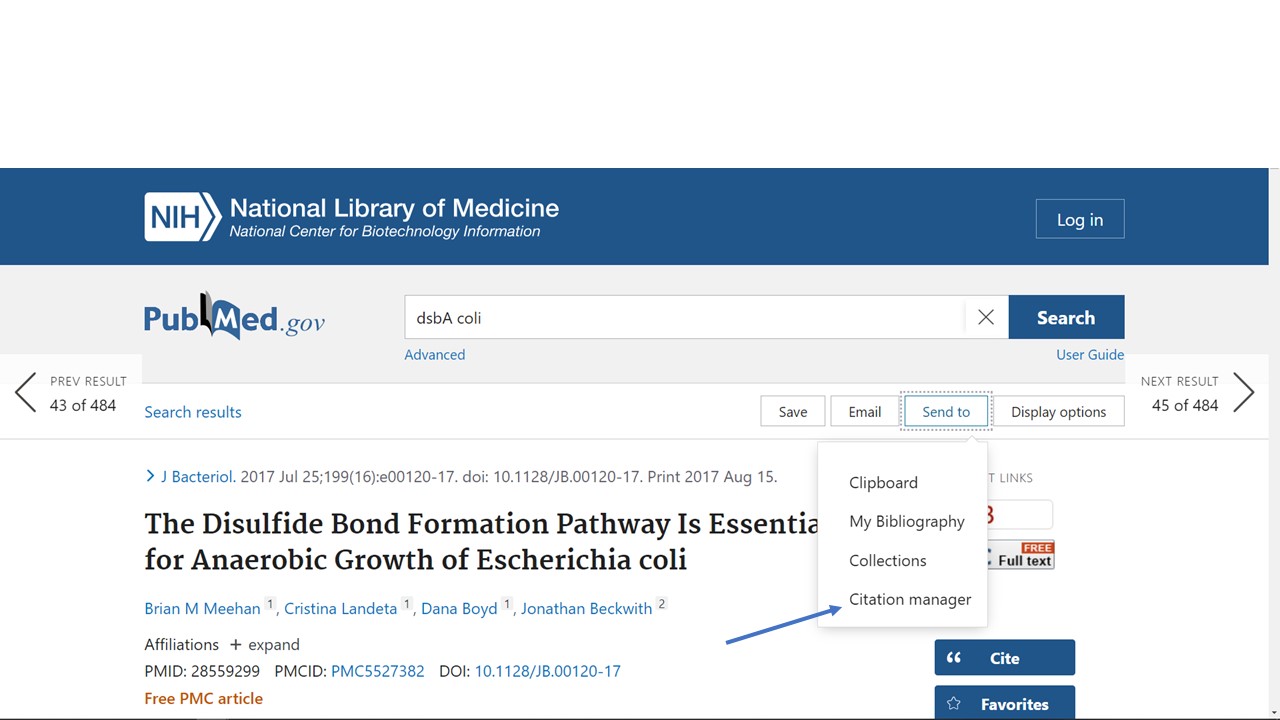 NIH National Library of Medicine
National Center for Biotechnology Information
Log in
PubMed.gov
dsbA coli
Search
Advanced
User Guide
PREV RESULT
43 of 484
NEXT RESULT
45 of 484
Search results
Save
Email
Send to
Display options
Clipboard
My Bibliography
Collections
Citation manager
J Bacteriol. 2017 Jul 25;199(16):e00120-17. doi: 10.1128/JB.00120-17. Print 2017 Aug 15.
The Disulfide Bond Formation Pathway Is Essentia
for Anaerobic Growth of Escherichia coli
Brian M Meehan 1, Cristina Landeta 1, Dana Boyd 1, Jonathan Beckwith 2
Affiliations + expand
PMID: 28559299 PMCID: PMC5527382 DOI: 10.1128/JB.00120-17
Free PMC article
T LINKS
FREE
Full text
Cite
Favorites